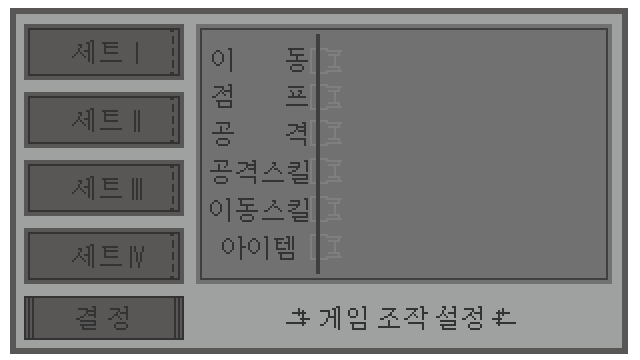 세트 Ⅰ
세트 Ⅱ
세트 Ⅲ
세트 Ⅳ
결정
이 동
점 프
공 격
공격스킬
이동스킬
아이템
게임 조작 설정